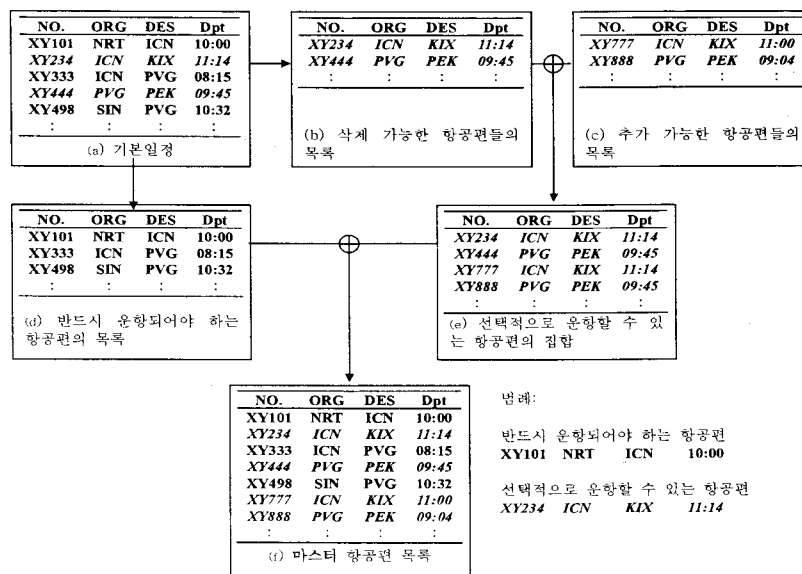 NO. ORG DES Dpt
XY101 NRT ICN 10:00
XY234 ICN KIX 11:14
XY333 ICN PVG 08:15
XY444 PVG PEK 09:45
XY498 SIN PVG 10:32
: : : :
(a) 기본일정
NO. ORG DES Dpt
XY234 ICN KIX 11:14
XY444 PVG PEK 09:45
: : : :
(b) 삭제 가능한 항공편들의
목록
NO. ORG DES Dpt
XY777 ICN KIX 11:00
XY888 PVG PEK 09:04
: : : :
(c) 추가 가능한 항공편들의
목록
NO. ORG DES Dpt
XY101 NRT ICN 10:00
XY333 ICN PVG 08:15
XY498 SIN PVG 10:32
: : : :
(d) 반드시 운항되어야 하는
항공편의 목록
NO. ORG DES Dpt
XY234 ICN KIX 11:14
XY444 PVG PEK 09:45
XY777 ICN KIX 11:14
XY888 PVG PEK 09:45
: : : :
(e) 선택적으로 운항할 수 있
는 항공편의 집합
NO. ORG DES Dpt
XY101 NRT ICN 10:00
XY234 ICN KIX 11:14
XY333 ICN PVG 08:15
XY444 PVG PEK 09:45
XY498 SIN PVG 10:32
XY777 ICN KIX 11:00
XY888 PVG PEK 09:04
: : : :
(f) 마스터 항공편 목록
범례:
반드시 운항되어야 하는 항공편
XY101 NRT ICN 10:00
선택적으로 운항할 수 있는 항공편
XY234 ICN KIX 11:14